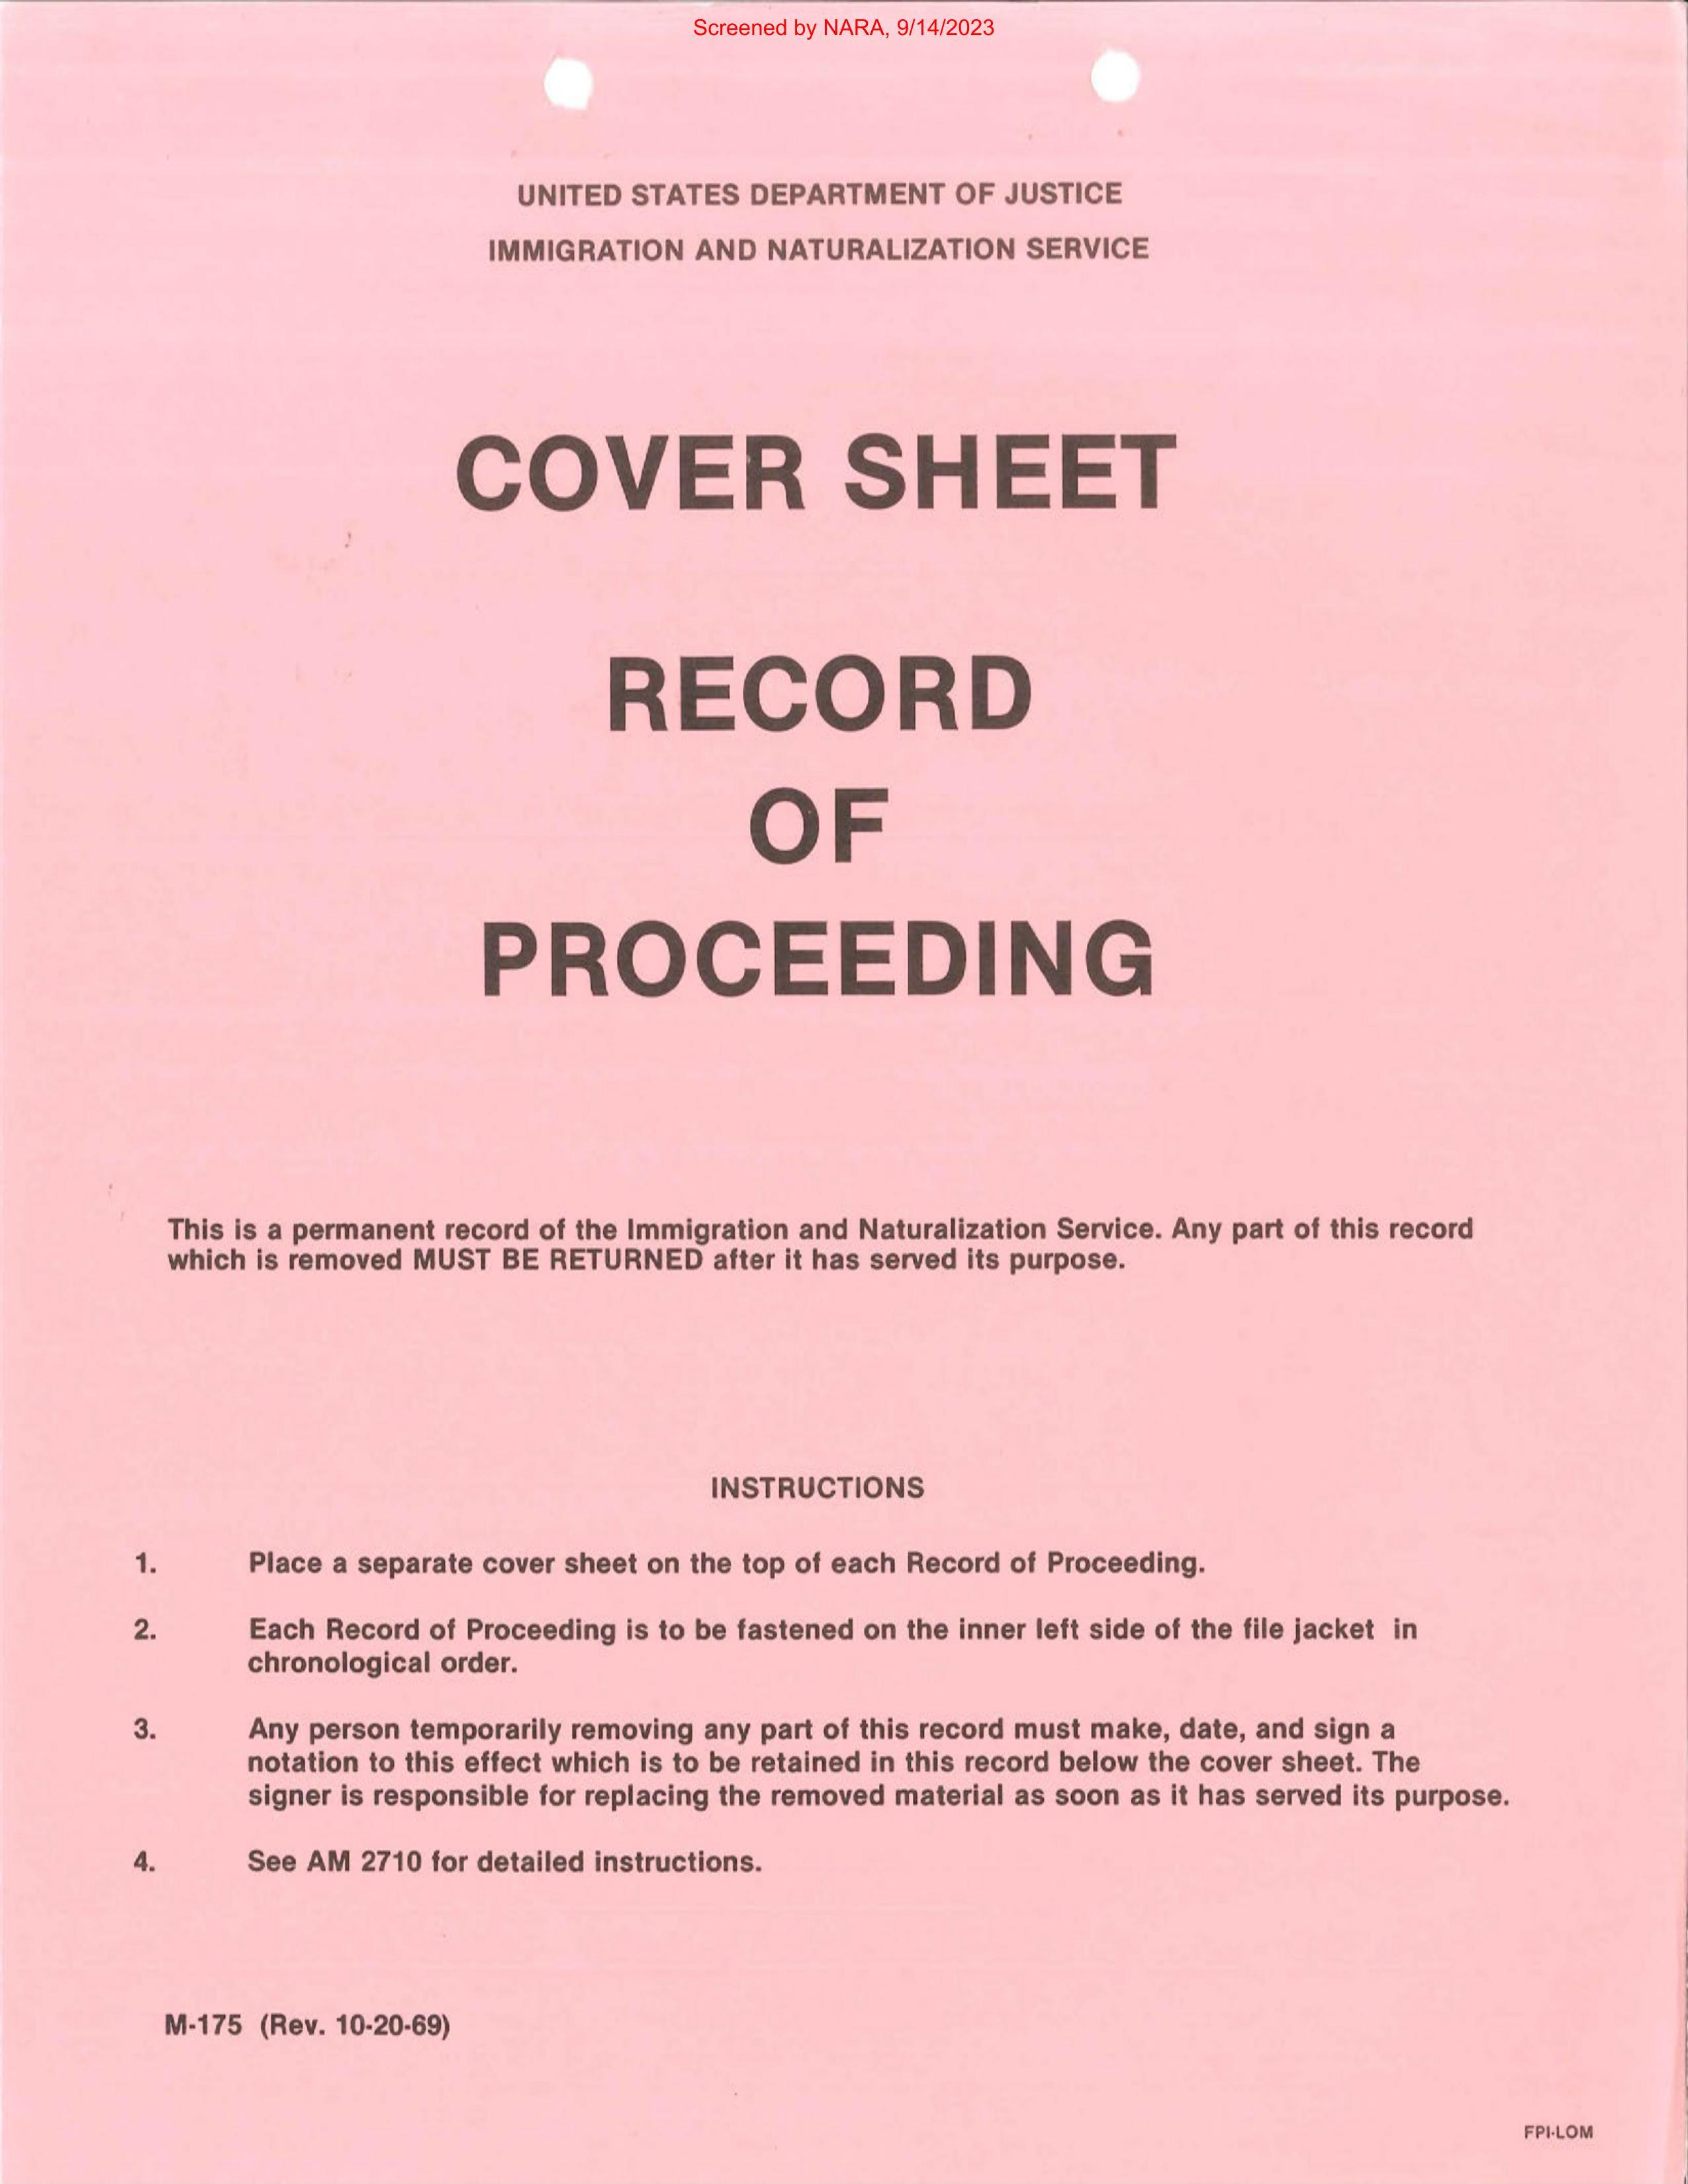 Screened by NARA, 9/14/2023
UNITED STATES DEPARTMENT OF JUSTICE
IMMIGRATION AND NATURALIZATION SERVICE
COVER SHEET
RECORD
OF
PROCEEDING
This is a permanent record of the Immigration and Naturalization Service. Any part of this record
which is removed MUST BE RETURNED after it has served its purpose.
INSTRUCTIONS
1. Place a separate cover sheet on the top of each Record of Proceeding.
2. Each Record of Proceeding is to be fastened on the inner left side of the file jacket in
chronological order.
3. Any person temporarily removing any part of this record must make, date, and sign a
notation to this effect which is to be retained in this record below the cover sheet. The
signer is responsible for replacing the removed material as soon as it has served its purpose.
4. See AM 2710 for detailed instructions.
M-175 (Rev. 10-20-69)
FPI-LOM